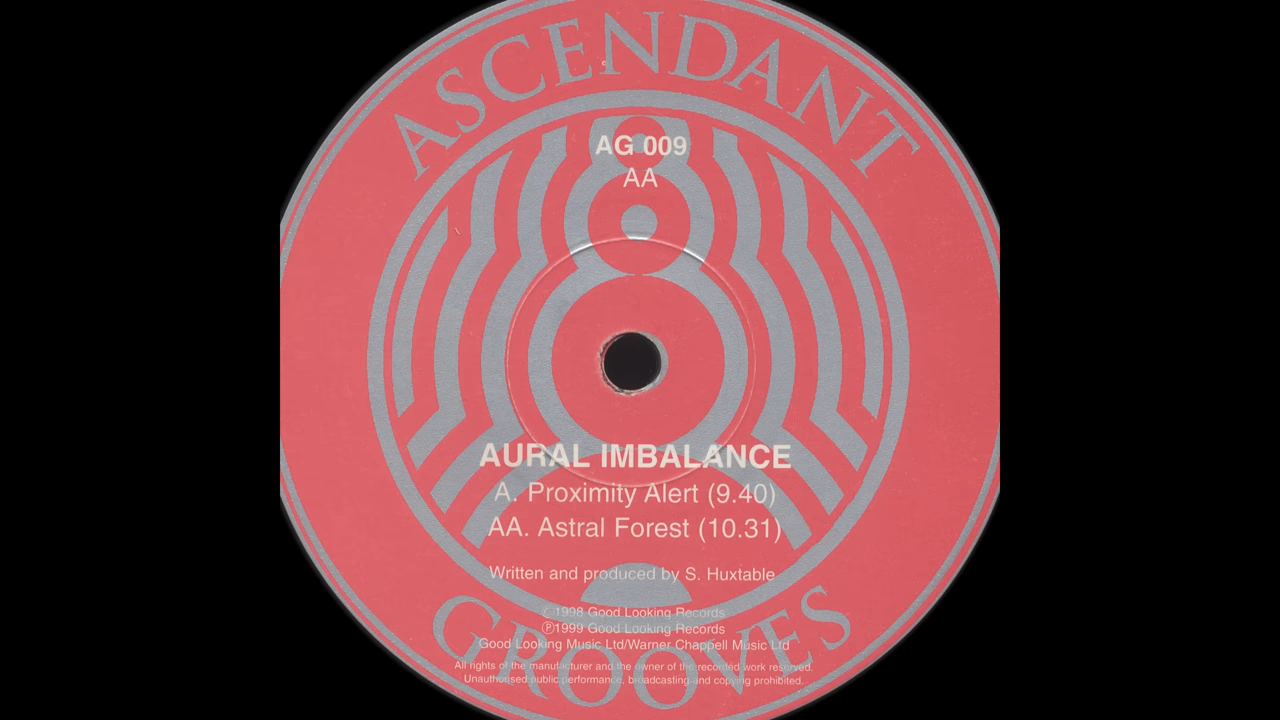 ASCENDANT
AG 009
AA
AURAL IMBALANCE
A. Proximity Alert (9.40)
AA. Astral Forest (10.31)
Written and produced by S. Huxtable
©1998 Good Looking Records
Ⓟ1999 Good Looking Records
Good Looking Music Ltd/Warner Chappell Music Ltd
All rights of the manufacturer and the owner of the recorded work reserved.
Unauthorised public performance, broadcasting and copying prohibited.
GROOVES